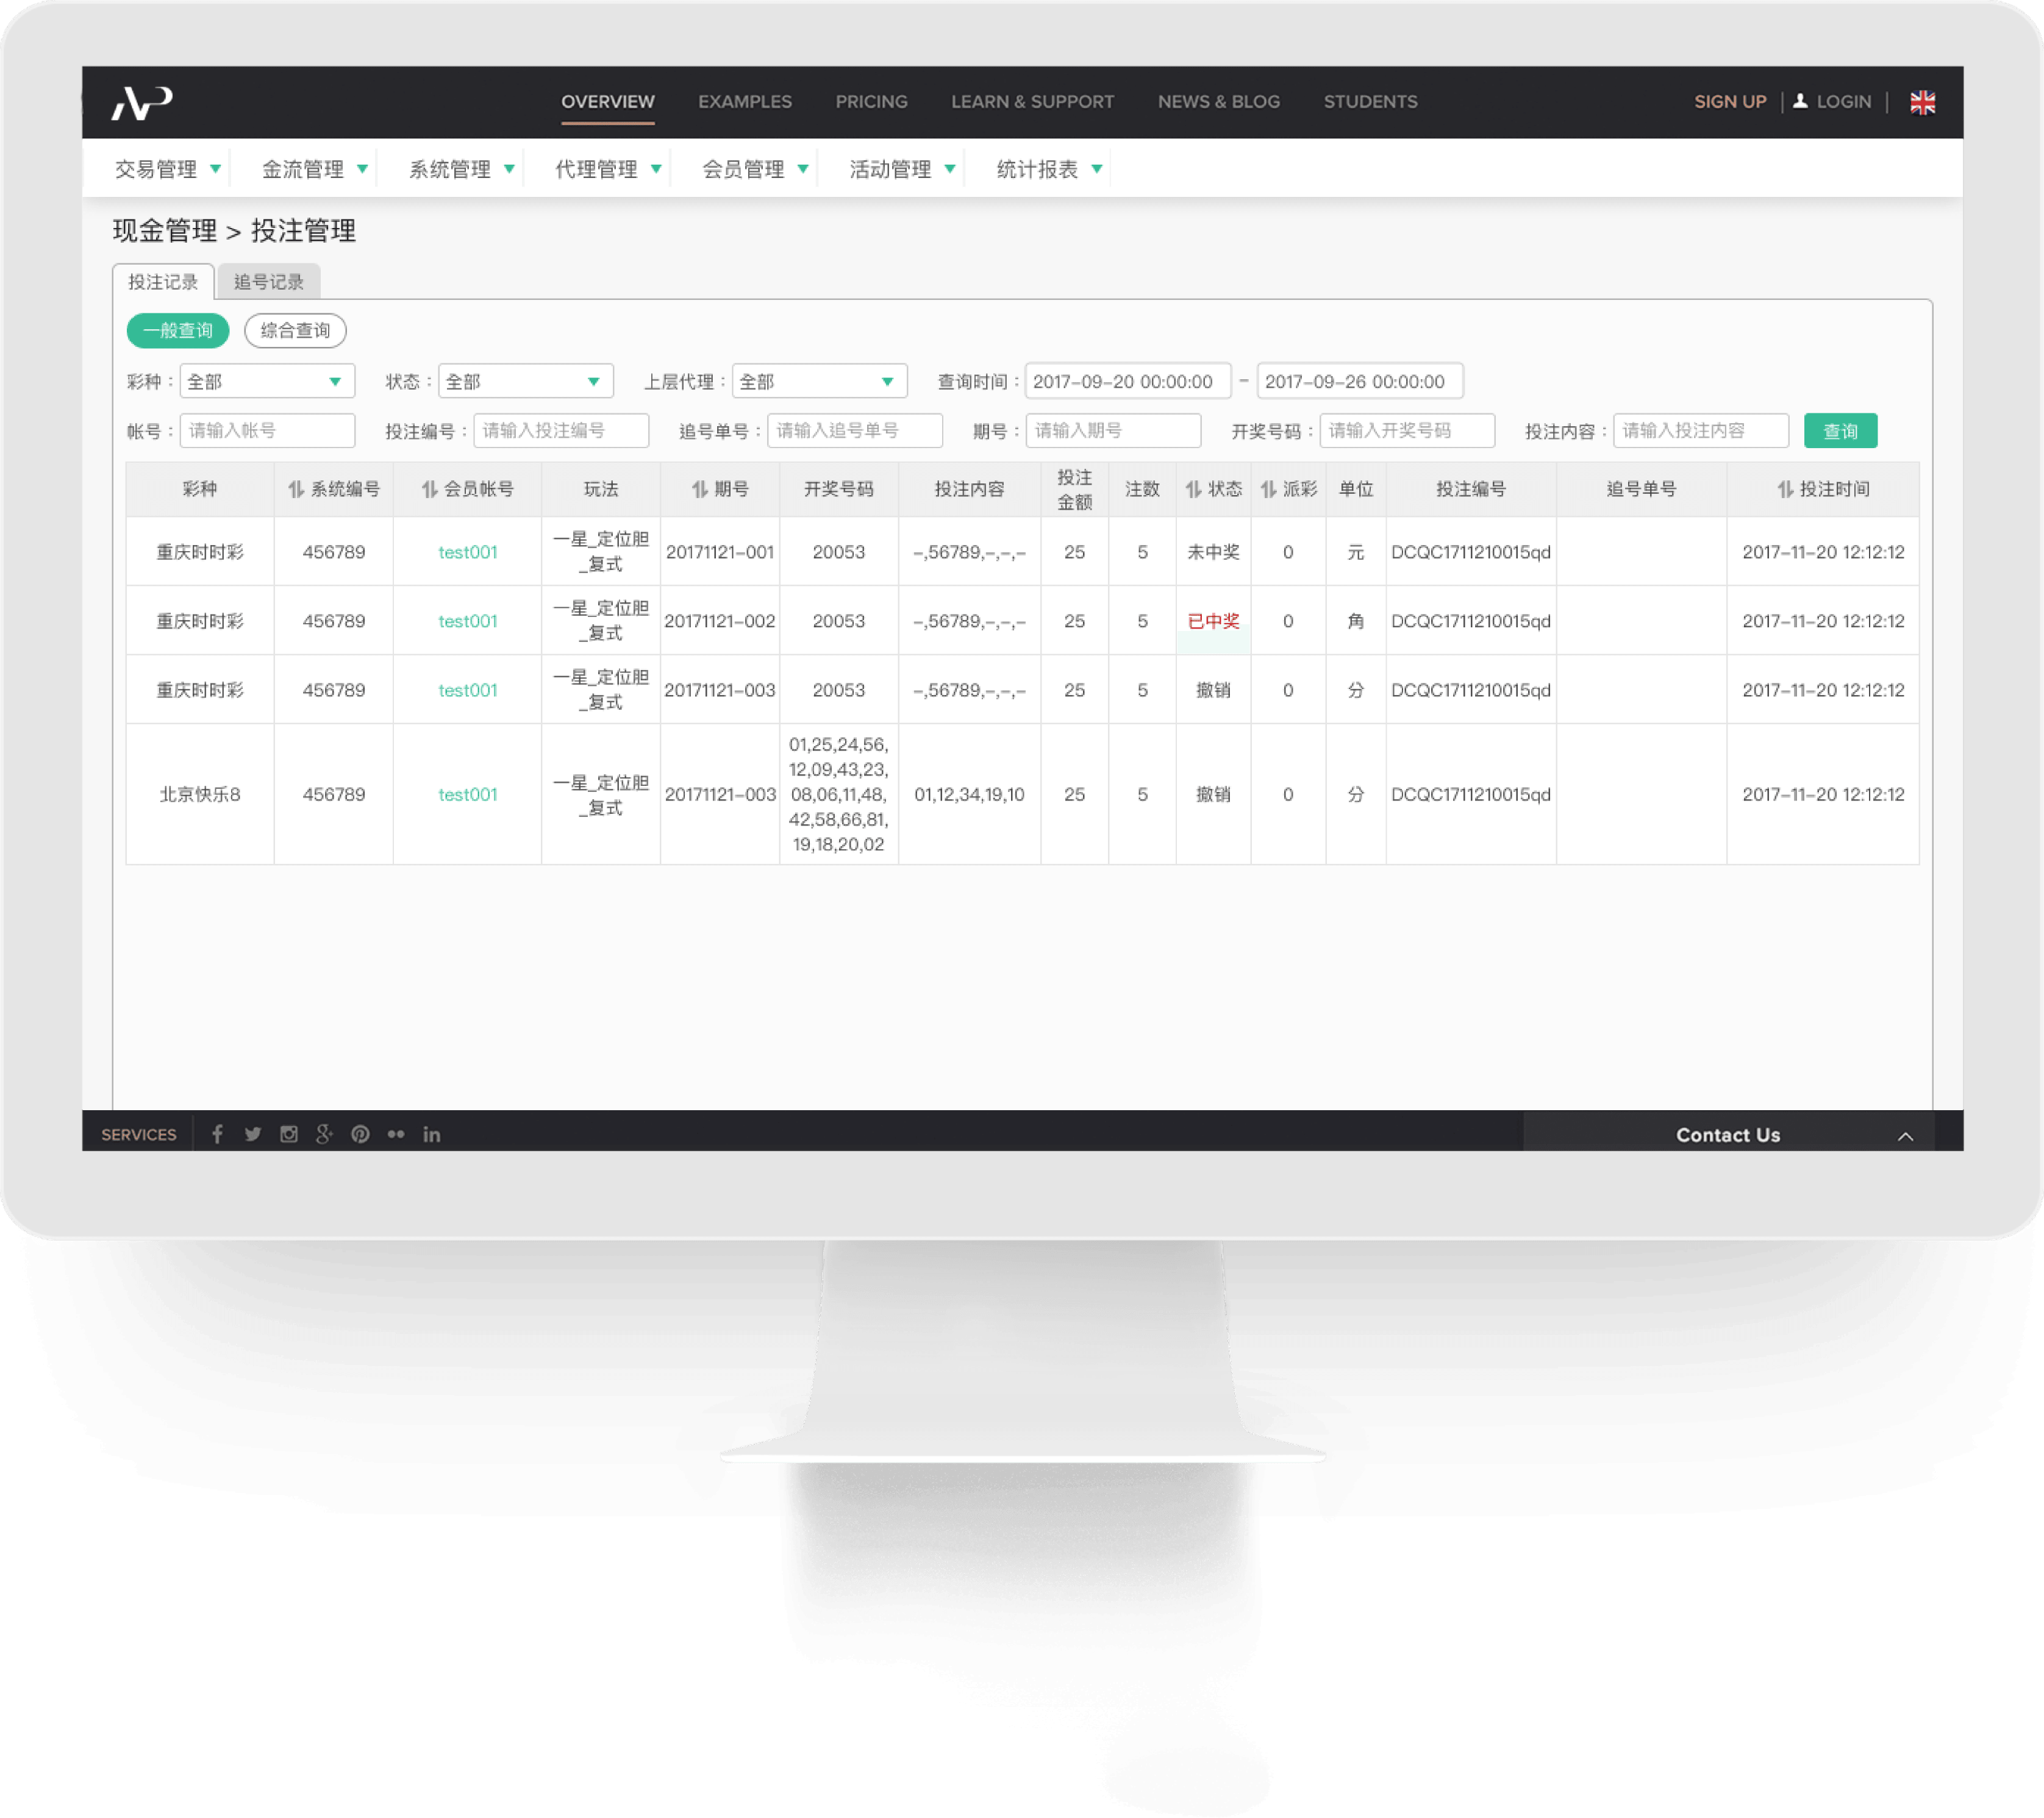 OVERVIEW EXAMPLES PRICING LEARN & SUPPORT NEWS & BLOG STUDENTS SIGN UP | LOGIN |
交易管理 金流管理 系统管理 代理管理 会员管理 活动管理 统计报表
现金管理 > 投注管理
投注记录 追号记录
一般查询 综合查询
彩种： 全部 状态： 全部 上层代理： 全部 查询时间： 2017-09-20 00:00:00 - 2017-09-26 00:00:00
帐号： 请输入帐号 投注编号： 请输入投注编号 追号单号： 请输入追号单号 期号： 请输入期号 开奖号码： 请输入开奖号码 投注内容： 请输入投注内容 查询
彩种 系统编号 会员帐号 玩法 期号 开奖号码 投注内容 投注金额 注数 状态 派彩 单位 投注编号 追号单号 投注时间
重庆时时彩 456789 test001 一星_定位胆_复式 20171121-001 20053 -,56789,-,-,- 25 5 未中奖 0 元 DCQC1711210015qd 2017-11-20 12:12:12
重庆时时彩 456789 test001 一星_定位胆_复式 20171121-002 20053 -,56789,-,-,- 25 5 已中奖 0 角 DCQC1711210015qd 2017-11-20 12:12:12
重庆时时彩 456789 test001 一星_定位胆_复式 20171121-003 20053 -,56789,-,-,- 25 5 撤销 0 分 DCQC1711210015qd 2017-11-20 12:12:12
北京快乐8 456789 test001 一星_定位胆_复式 20171121-003 01,25,24,56,12,09,43,23,08,06,11,48,42,58,66,81,19,18,20,02 01,12,34,19,10 25 5 撤销 0 分 DCQC1711210015qd 2017-11-20 12:12:12
SERVICES Contact Us